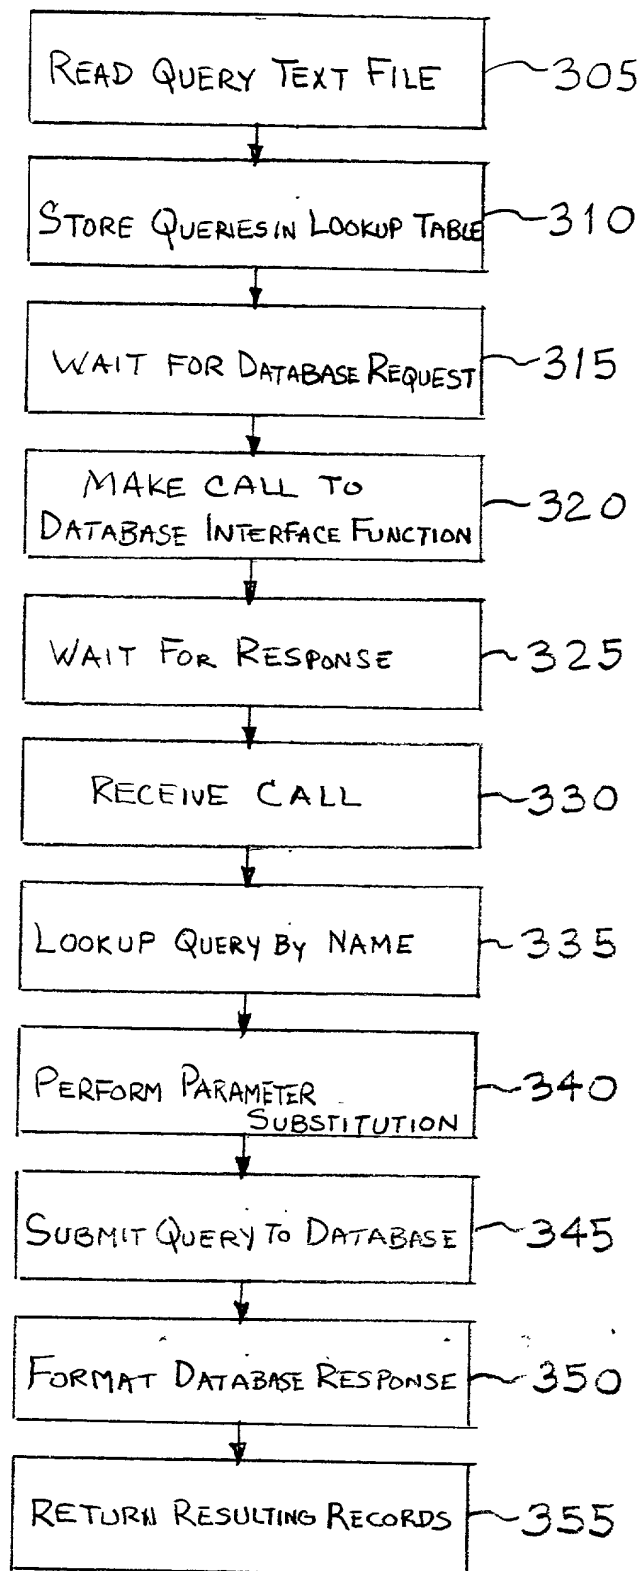 READ QUERY TEXT FILE 305
STORE QUERIES IN LOOKUP TABLE 310
WAIT FOR DATABASE REQUEST 315
MAKE CALL TO
DATABASE INTERFACE FUNCTION 320
WAIT FOR RESPONSE 325
RECEIVE CALL 330
LOOKUP QUERY BY NAME 335
PERFORM PARAMETER
SUBSTITUTION 340
SUBMIT QUERY TO DATABASE 345
FORMAT DATABASE RESPONSE 350
RETURN RESULTING RECORDS 355